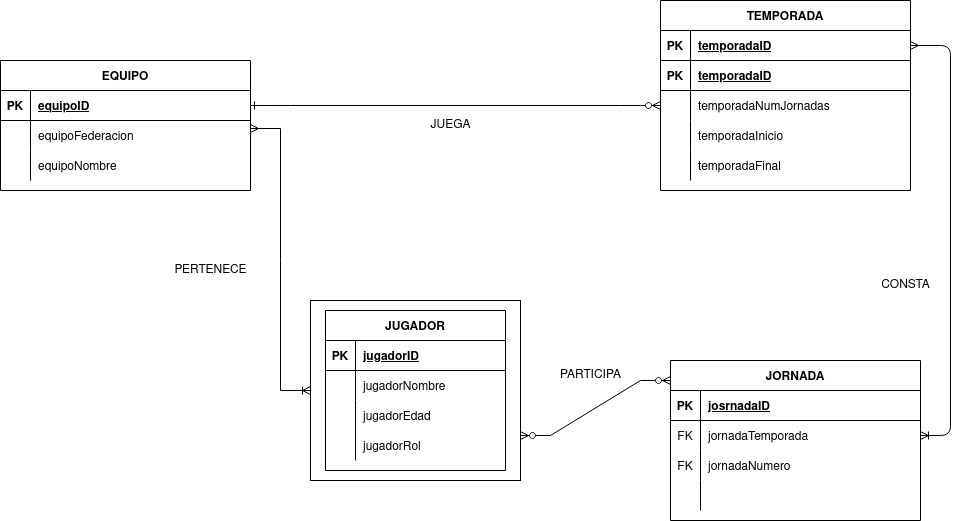 TEMPORADA
PK temporadaID
PK temporadaID
temporadaNumJornadas
temporadaInicio
temporadaFinal
EQUIPO
PK equipoID
equipoFederacion
equipoNombre
JUEGA
PERTENECE
CONSTA
JUGADOR
PK jugadorID
jugadorNombre
jugadorEdad
jugadorRol
PARTICIPA
JORNADA
PK josrnadaID
FK jornadaTemporada
FK jornadaNumero